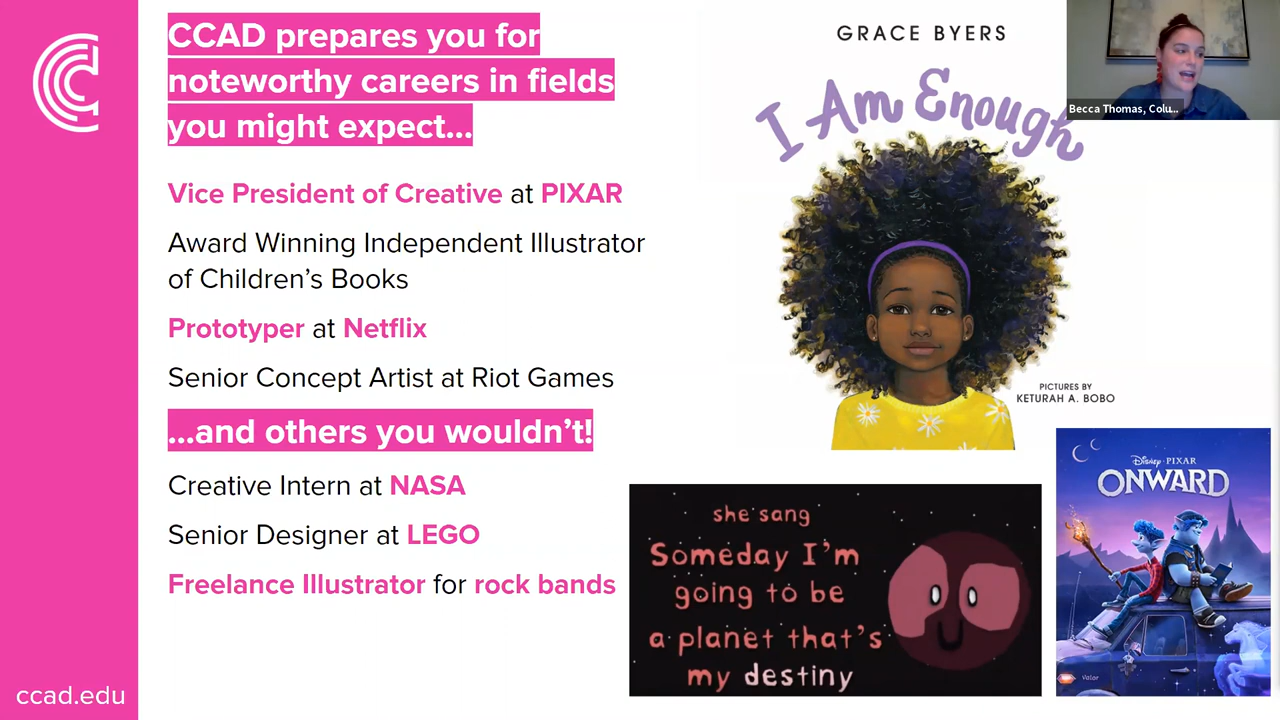 CCAD prepares you for
noteworthy careers in fields
you might expect...
Vice President of Creative at PIXAR
Award Winning Independent Illustrator
of Children’s Books
Prototyper at Netflix
Senior Concept Artist at Riot Games
...and others you wouldn’t!
Creative Intern at NASA
Senior Designer at LEGO
Freelance Illustrator for rock bands
ccad.edu
GRACE BYERS
I Am Enough
PICTURES BY
KETURAH A. BOBO
Becca Thomas, Colu...
she sang
Someday I’m
going to be
a planet that’s
my destiny
Disney · PIXAR
ONWARD
Valor